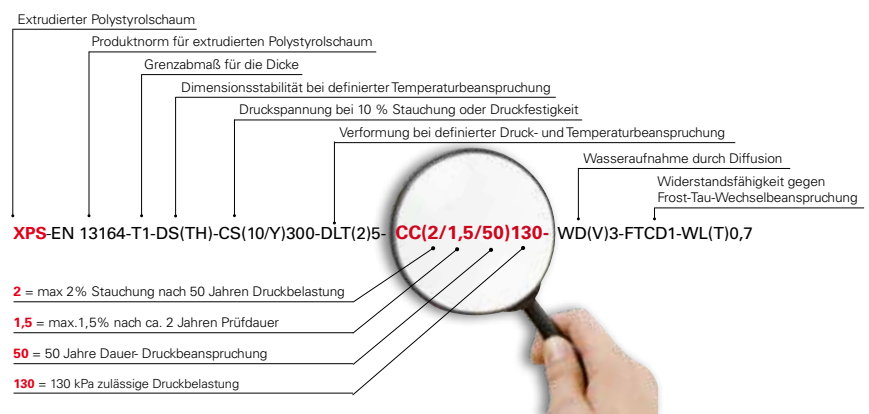 Extrudierter Polystyrolschaum
Produktnorm für extrudierten Polystyrolschaum
Grenzabmaß für die Dicke
Dimensionsstabilität bei definierter Temperaturbeanspruchung
Druckspannung bei 10 % Stauchung oder Druckfestigkeit
Verformung bei definierter Druck- und Temperaturbeanspruchung
Wasseraufnahme durch Diffusion
Widerstandsfähigkeit gegen
Frost-Tau-Wechselbeanspruchung
XPS-EN 13164-T1-DS(TH)-CS(10/Y)300-DLT(2)5- CC(2/1,5/50)130- WD(V)3-FTCD1-WL(T)0,7
2 = max 2% Stauchung nach 50 Jahren Druckbelastung
1,5 = max.1,5% nach ca. 2 Jahren Prüfdauer
50 = 50 Jahre Dauer- Druckbeanspruchung
130 = 130 kPa zulässige Druckbelastung